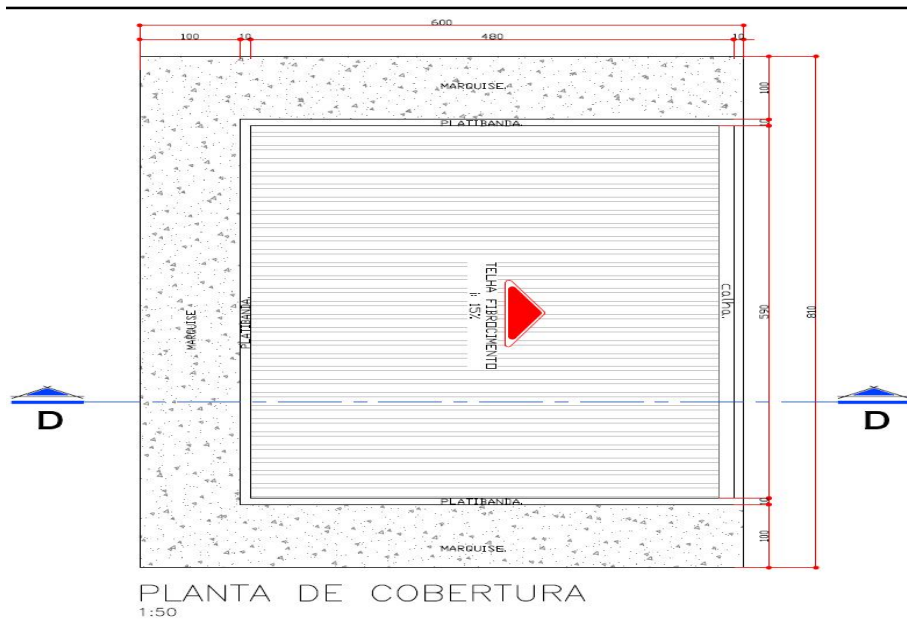 600
100
10
480
10
MARQUISE.
100
PLATIBANDA.
10
TELHA FIBROCIMENTO
i: 15%
calha.
590
810
MARQUISE
PLATIBANDA.
D
D
PLATIBANDA.
10
MARQUISE.
100
PLANTA DE COBERTURA
1:50